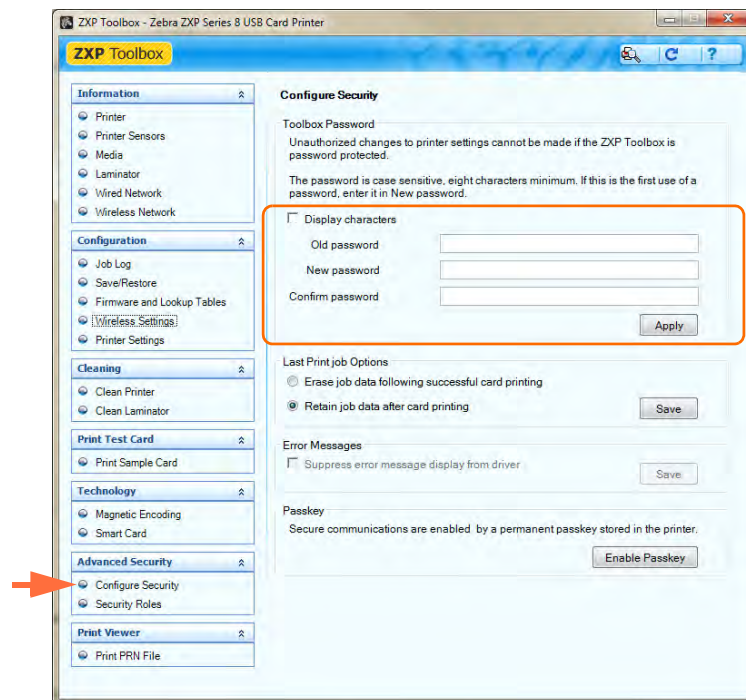 ZXP Toolbox - Zebra ZXP Series 8 USB Card Printer
ZXP Toolbox
Information
Printer
Printer Sensors
Media
Laminator
Wired Network
Wireless Network
Configuration
Job Log
Save/Restore
Firmware and Lookup Tables
Wireless Settings
Printer Settings
Cleaning
Clean Printer
Clean Laminator
Print Test Card
Print Sample Card
Technology
Magnetic Encoding
Smart Card
Advanced Security
Configure Security
Security Roles
Print Viewer
Print PRN File
Configure Security
Toolbox Password
Unauthorized changes to printer settings cannot be made if the ZXP Toolbox is
password protected.
The password is case sensitive, eight characters minimum. If this is the first use of a
password, enter it in New password.
Display characters
Old password
New password
Confirm password
Apply
Last Print job Options
Erase job data following successful card printing
Retain job data after card printing
Save
Error Messages
Suppress error message display from driver
Save
Passkey
Secure communications are enabled by a permanent passkey stored in the printer.
Enable Passkey